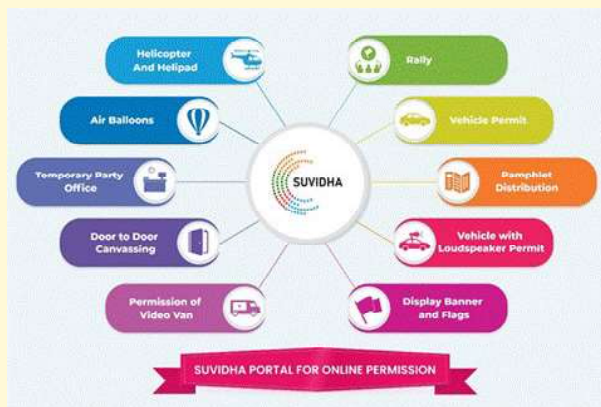 Helicopter
And Helipad
Air Balloons
Temporary Party
Office
Door to Door
Canvassing
Permission of
Video Van
SUVIDHA
Rally
Vehicle Permit
Pamphlet
Distribution
Vehicle with
Loudspeaker Permit
Display Banner
and Flags
SUVIDHA PORTAL FOR ONLINE PERMISSION